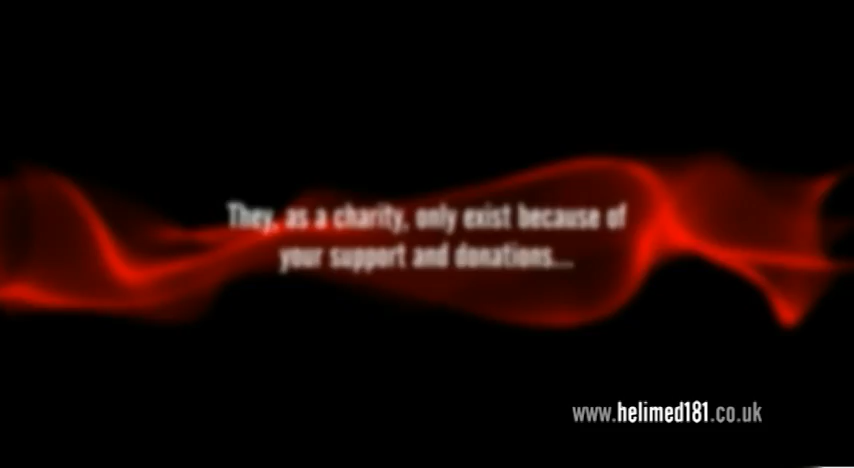 They, as a charity, only exist because of
your support and donations...
www.helimed181.co.uk